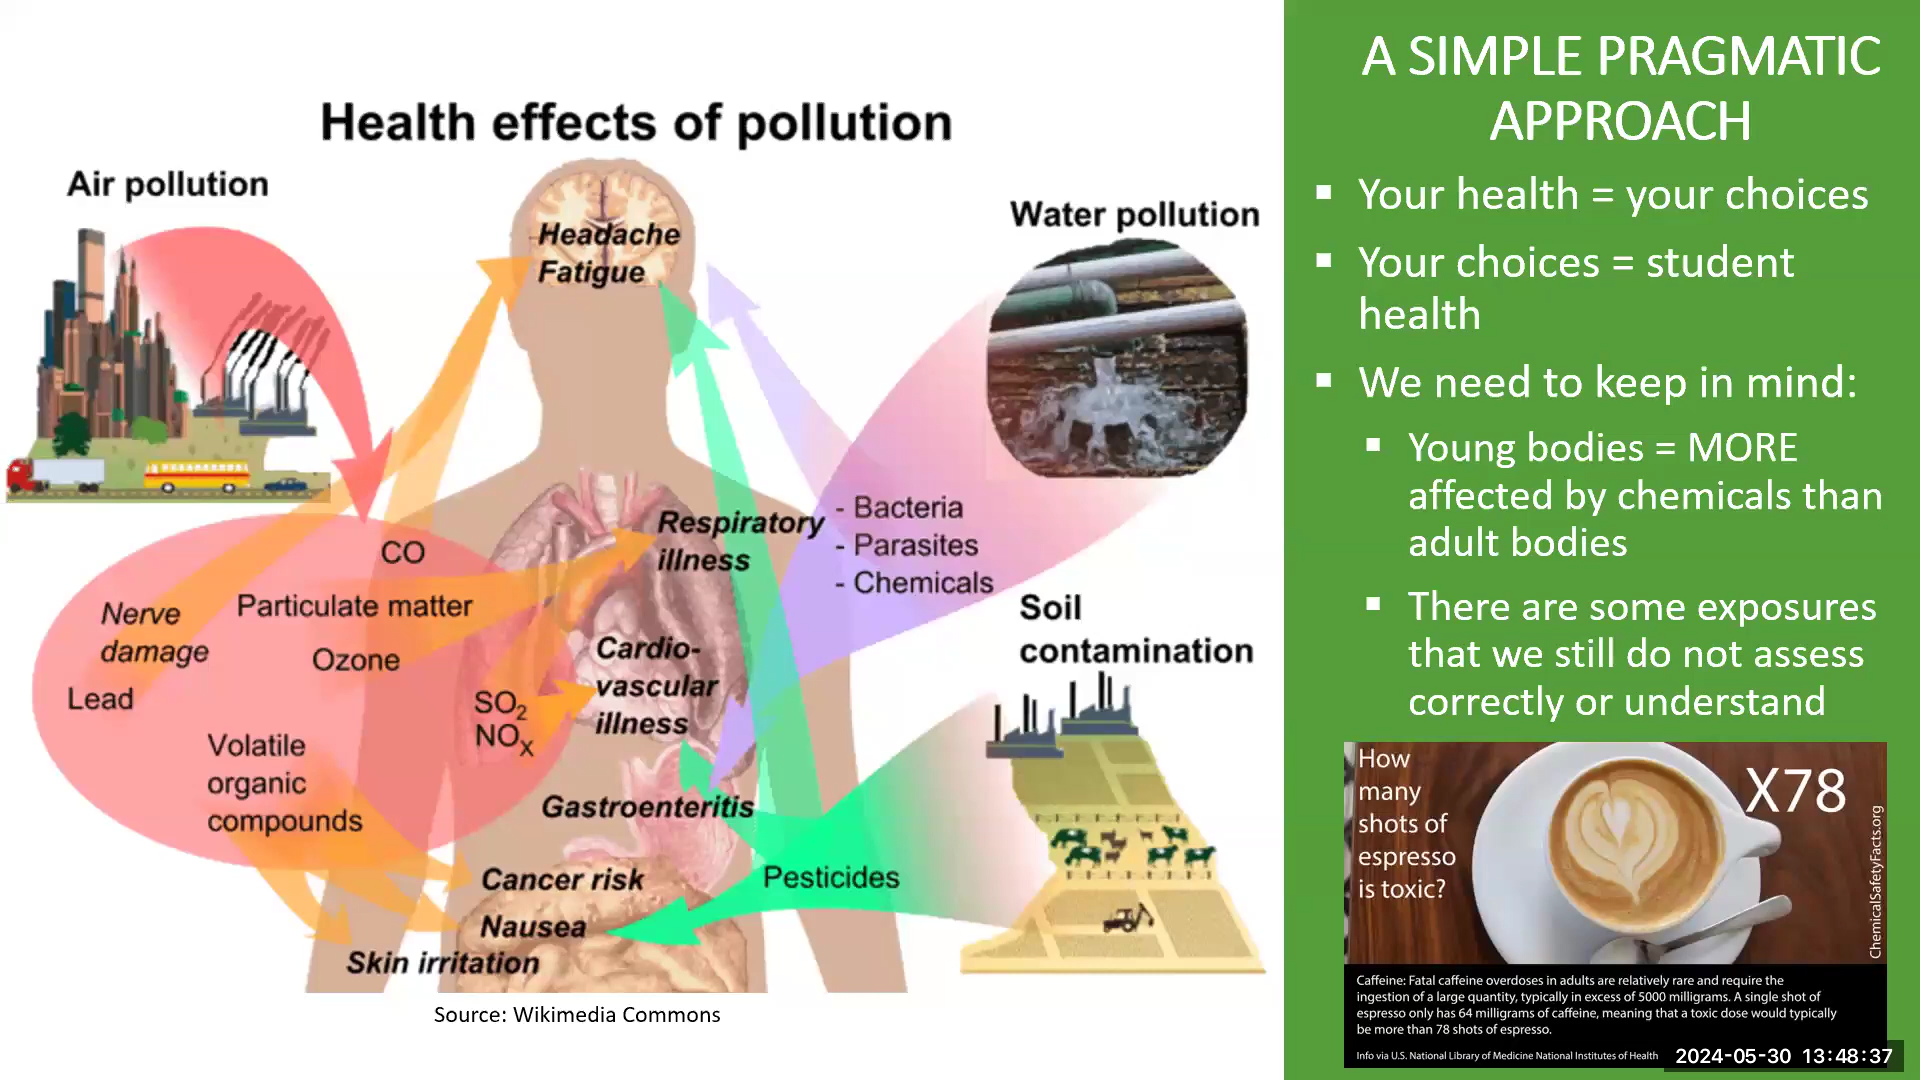 Health effects of pollution
Air pollution
Headache
Fatigue
Water pollution
CO
Nerve
damage
Particulate matter
Ozone
Lead
SO2
NOX
Volatile
organic
compounds
Respiratory
illness
Cardio-
vascular
illness
Gastroenteritis
Cancer risk
Nausea
Skin irritation
- Bacteria
- Parasites
- Chemicals
Soil
contamination
Pesticides
Source: Wikimedia Commons
A SIMPLE PRAGMATIC
APPROACH
▪ Your health = your choices
▪ Your choices = student
health
▪ We need to keep in mind:
▪ Young bodies = MORE
affected by chemicals than
adult bodies
▪ There are some exposures
that we still do not assess
correctly or understand
How
many
shots of
espresso
is toxic?
X78
ChemicalSafetyFacts.org
Caffeine: Fatal caffeine overdoses in adults are relatively rare and require the
ingestion of a large quantity, typically in excess of 5000 milligrams. A single shot of
espresso only has 64 milligrams of caffeine, meaning that a toxic dose would typically
be more than 78 shots of espresso.
Info via U.S. National Library of Medicine National Institutes of Health
2024-05-30 13:48:37